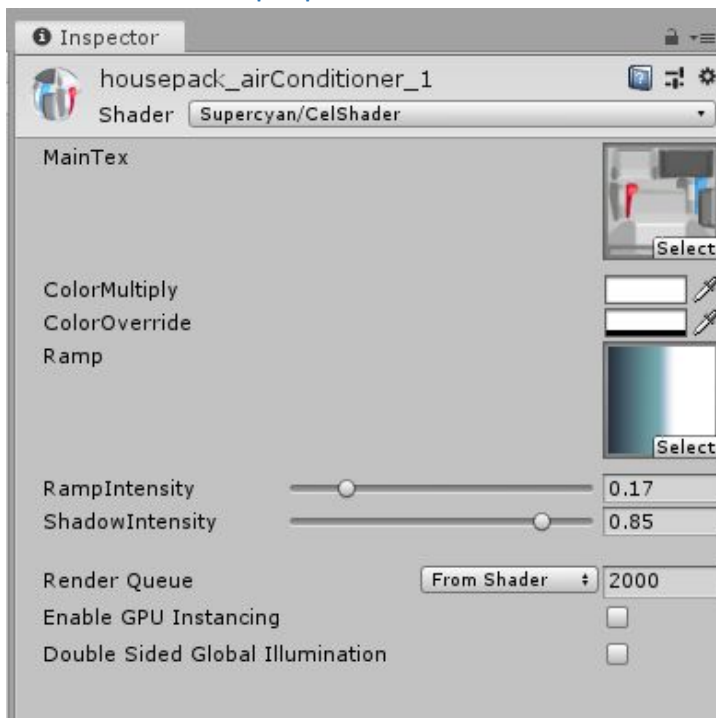 Inspector
housepack_airConditioner_1
Shader Supercyan/CelShader
MainTex
Select
ColorMultiply
ColorOverride
Ramp
Select
RampIntensity 0.17
ShadowIntensity 0.85
Render Queue From Shader 2000
Enable GPU Instancing
Double Sided Global Illumination